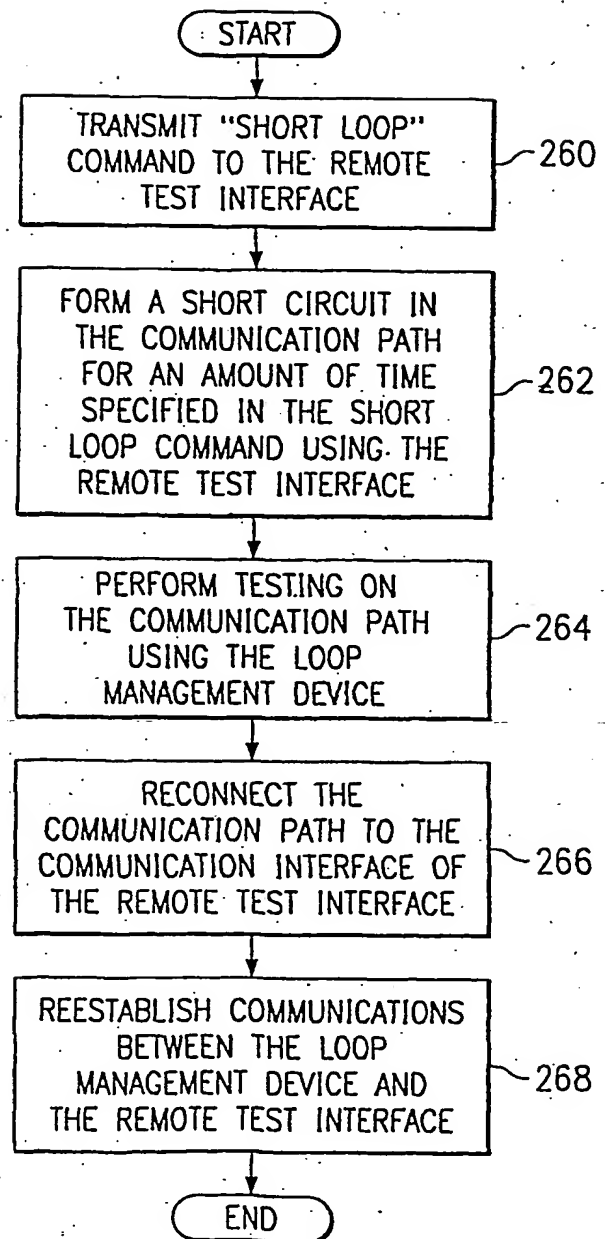 START
TRANSMIT "SHORT LOOP"
COMMAND TO THE REMOTE
TEST INTERFACE
260
FORM A SHORT CIRCUIT IN
THE COMMUNICATION PATH
FOR AN AMOUNT OF TIME
SPECIFIED IN THE SHORT
LOOP COMMAND USING THE
REMOTE TEST INTERFACE
262
PERFORM TESTING ON
THE COMMUNICATION PATH
USING THE LOOP
MANAGEMENT DEVICE
264
RECONNECT THE
COMMUNICATION PATH TO THE
COMMUNICATION INTERFACE OF
THE REMOTE TEST INTERFACE
266
REESTABLISH COMMUNICATIONS
BETWEEN THE LOOP
MANAGEMENT DEVICE AND
THE REMOTE TEST INTERFACE
268
END